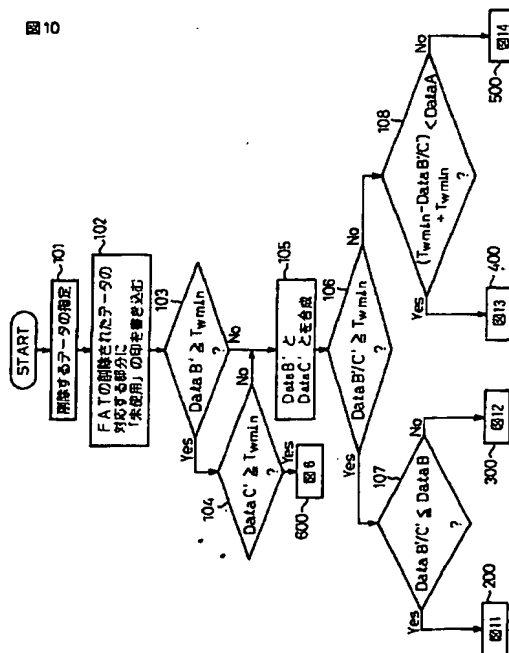 図10
START
101
削除するデータの指定
102
FATの削除されたデータの
対応する部分に
「未使用」の印を書き込む
103
Data B' ≧ Twmin
?
Yes
No
104
Data C' ≧ Twmin
?
No
Yes
600
図6
105
Data B' と
Data C' とを合成
106
Data B'/C' ≧ Twmin
?
Yes
No
107
Data B'/C' ≦ Data B
?
Yes
No
200
図11
300
図12
108
(Twmin-Data B'/C')
+ Twmin
<Data A
?
Yes
No
400
図13
500
図14